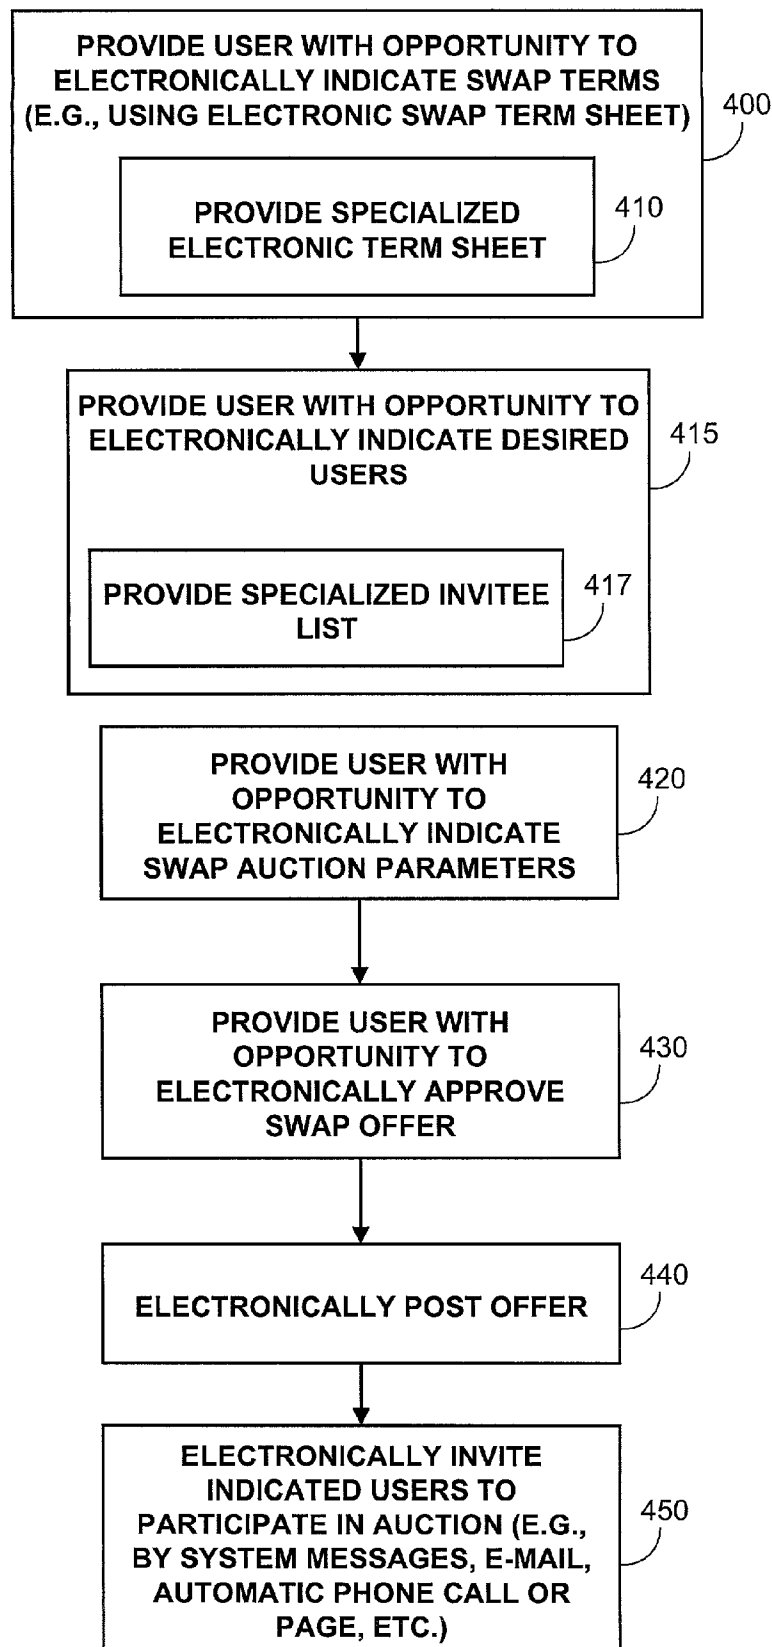 PROVIDE USER WITH OPPORTUNITY TO
ELECTRONICALLY INDICATE SWAP TERMS
(E.G., USING ELECTRONIC SWAP TERM SHEET)
400
PROVIDE SPECIALIZED
ELECTRONIC TERM SHEET
410
PROVIDE USER WITH OPPORTUNITY TO
ELECTRONICALLY INDICATE DESIRED
USERS
415
PROVIDE SPECIALIZED INVITEE
LIST
417
PROVIDE USER WITH
OPPORTUNITY TO
ELECTRONICALLY INDICATE
SWAP AUCTION PARAMETERS
420
PROVIDE USER WITH
OPPORTUNITY TO
ELECTRONICALLY APPROVE
SWAP OFFER
430
ELECTRONICALLY POST OFFER
440
ELECTRONICALLY INVITE
INDICATED USERS TO
PARTICIPATE IN AUCTION (E.G.,
BY SYSTEM MESSAGES, E-MAIL,
AUTOMATIC PHONE CALL OR
PAGE, ETC.)
450